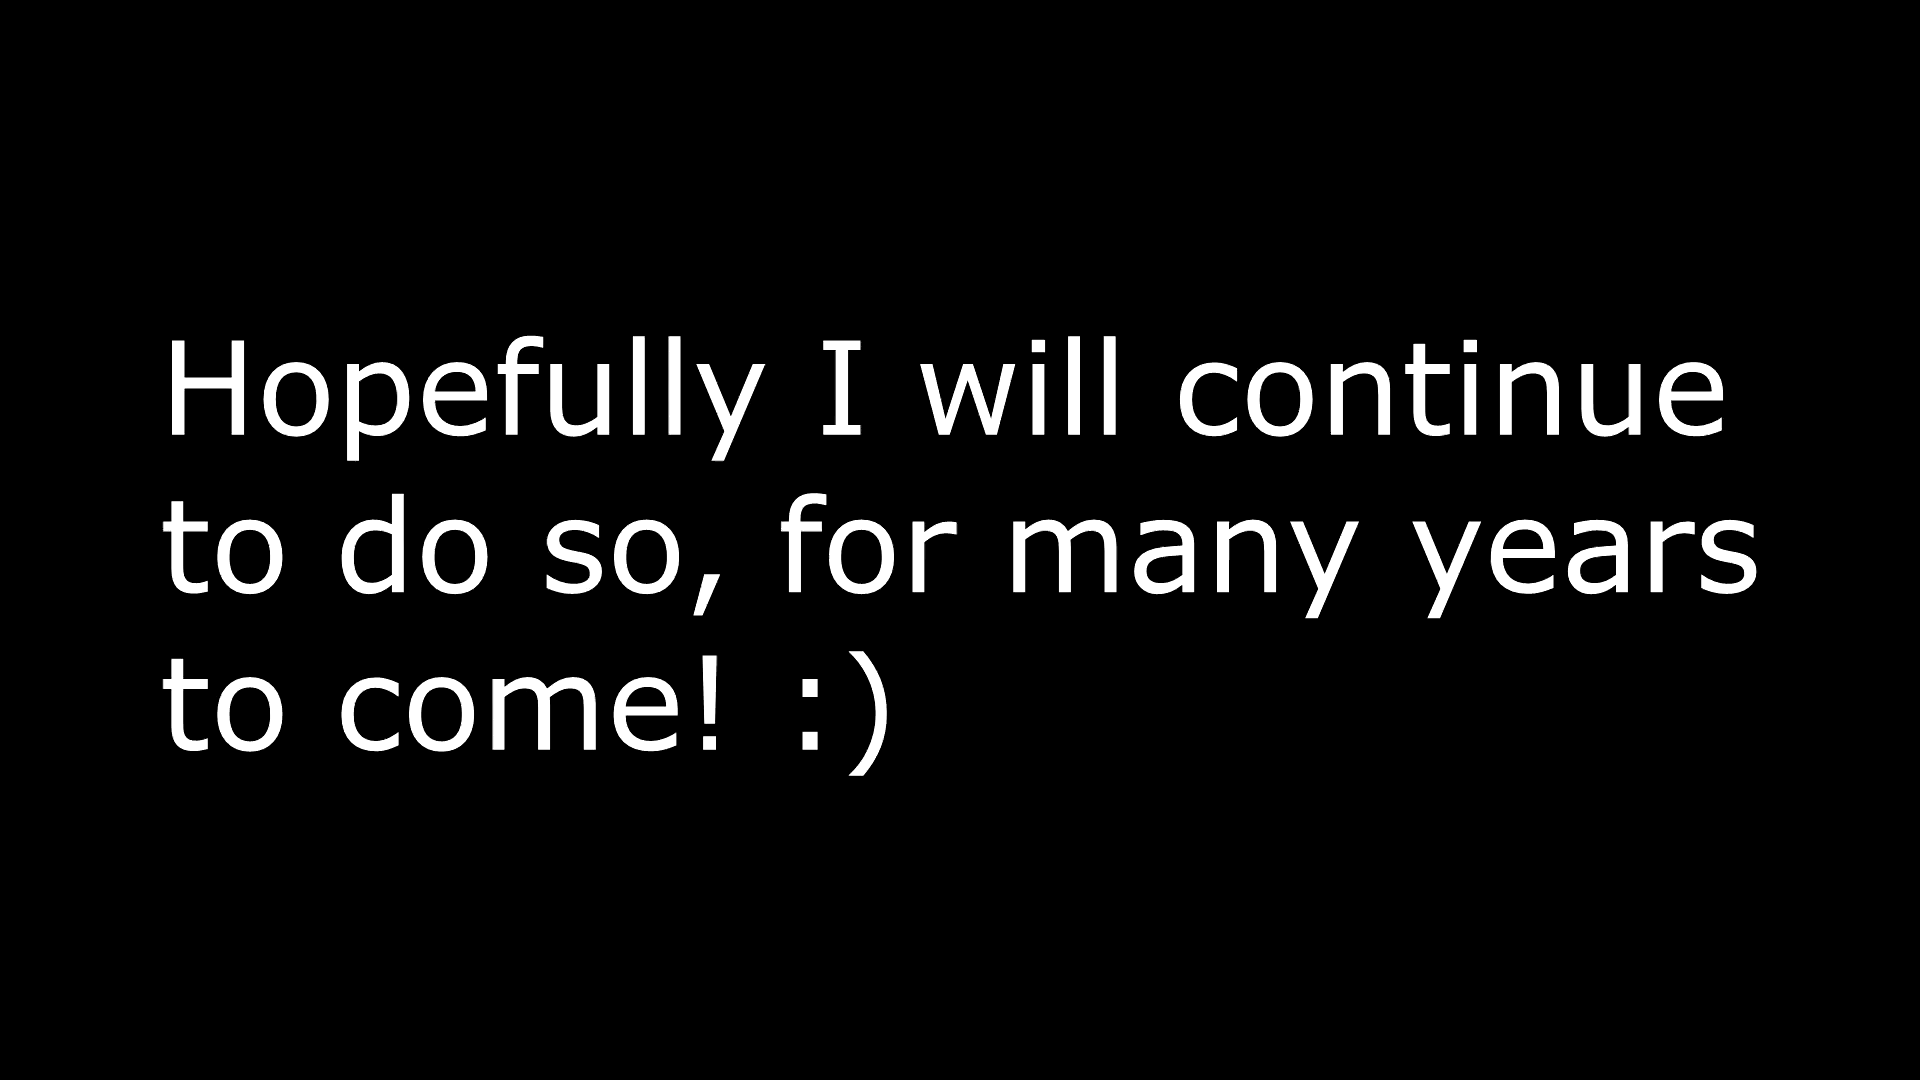 Hopefully I will continue
to do so, for many years
to come! :)